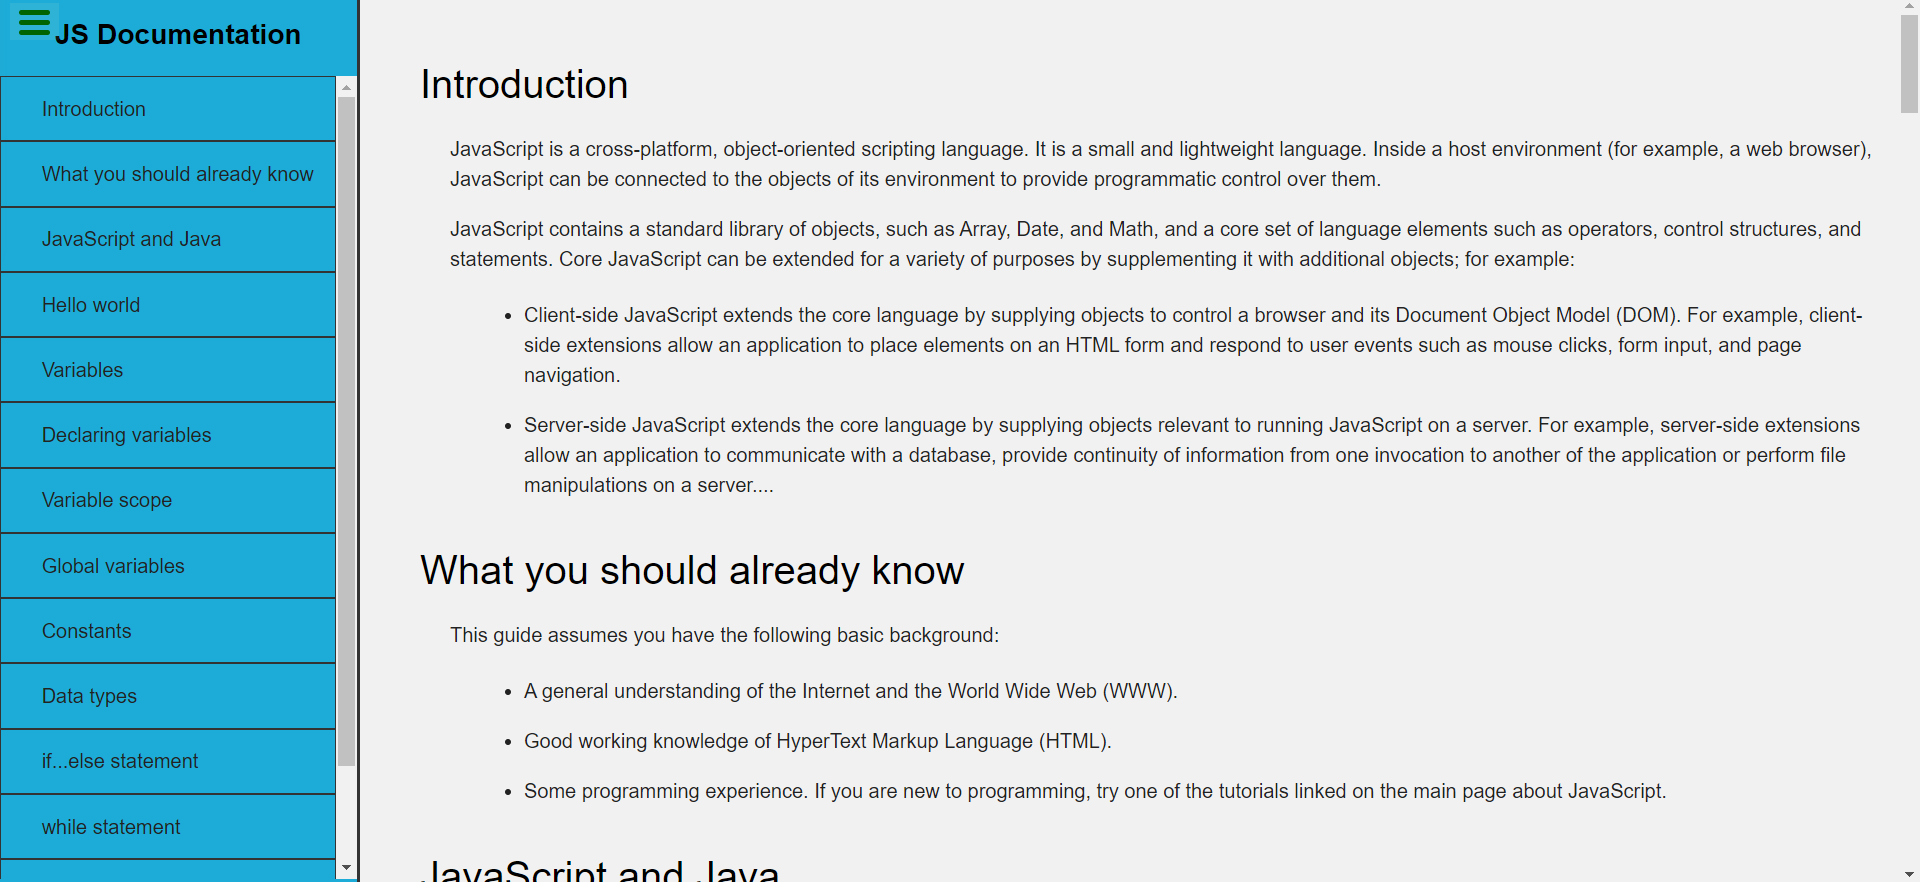 JS Documentation
Introduction
What you should already know
JavaScript and Java
Hello world
Variables
Declaring variables
Variable scope
Global variables
Constants
Data types
if...else statement
while statement
Introduction
JavaScript is a cross-platform, object-oriented scripting language. It is a small and lightweight language. Inside a host environment (for example, a web browser),
JavaScript can be connected to the objects of its environment to provide programmatic control over them.
JavaScript contains a standard library of objects, such as Array, Date, and Math, and a core set of language elements such as operators, control structures, and
statements. Core JavaScript can be extended for a variety of purposes by supplementing it with additional objects; for example:
• Client-side JavaScript extends the core language by supplying objects to control a browser and its Document Object Model (DOM). For example, client-
side extensions allow an application to place elements on an HTML form and respond to user events such as mouse clicks, form input, and page
navigation.
• Server-side JavaScript extends the core language by supplying objects relevant to running JavaScript on a server. For example, server-side extensions
allow an application to communicate with a database, provide continuity of information from one invocation to another of the application or perform file
manipulations on a server....
What you should already know
This guide assumes you have the following basic background:
• A general understanding of the Internet and the World Wide Web (WWW).
• Good working knowledge of HyperText Markup Language (HTML).
• Some programming experience. If you are new to programming, try one of the tutorials linked on the main page about JavaScript.
JavaScript and Java